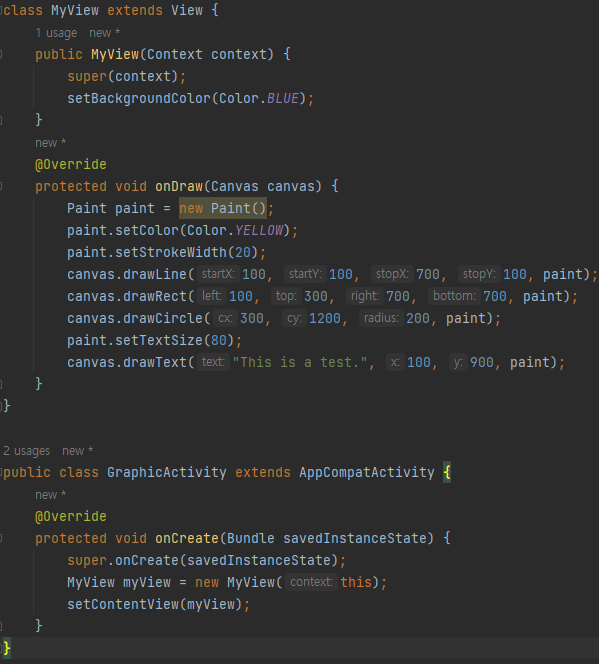 class MyView extends View {
1 usage new *
public MyView(Context context) {
super(context);
setBackgroundColor(Color.BLUE);
}
new *
@Override
protected void onDraw(Canvas canvas) {
Paint paint = new Paint();
paint.setColor(Color.YELLOW);
paint.setStrokeWidth(20);
canvas.drawLine( startX: 100, startY: 100, stopX: 700, stopY: 100, paint);
canvas.drawRect( left: 100, top: 300, right: 700, bottom: 700, paint);
canvas.drawCircle( cx: 300, cy: 1200, radius: 200, paint);
paint.setTextSize(80);
canvas.drawText( text: "This is a test.", x: 100, y: 900, paint);
}
}
2 usages new *
public class GraphicActivity extends AppCompatActivity {
new *
@Override
protected void onCreate(Bundle savedInstanceState) {
super.onCreate(savedInstanceState);
MyView myView = new MyView( context: this);
setContentView(myView);
}
}